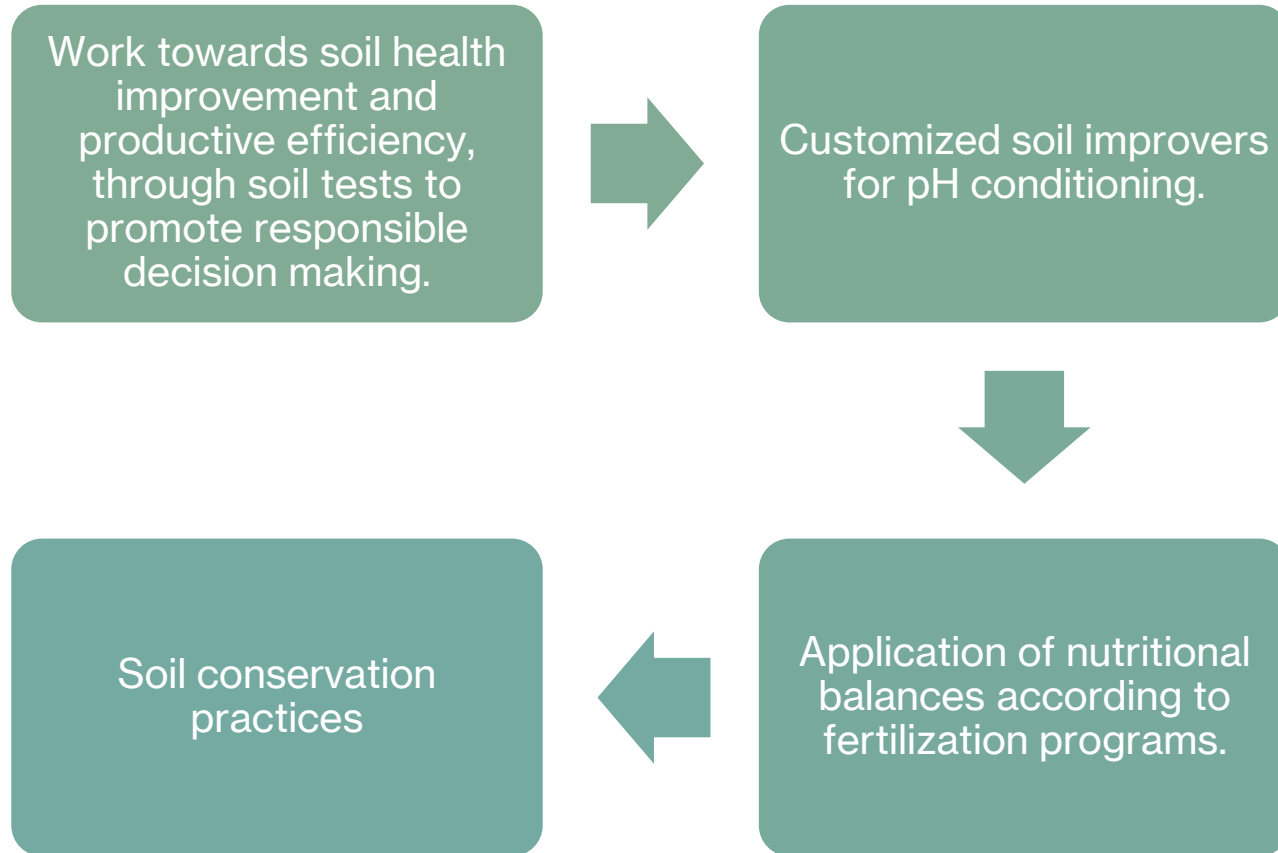 Work towards soil health
improvement and
productive efficiency,
through soil tests to
promote responsible
decision making.
Customized soil improvers
for pH conditioning.
Application of nutritional
balances according to
fertilization programs.
Soil conservation
practices